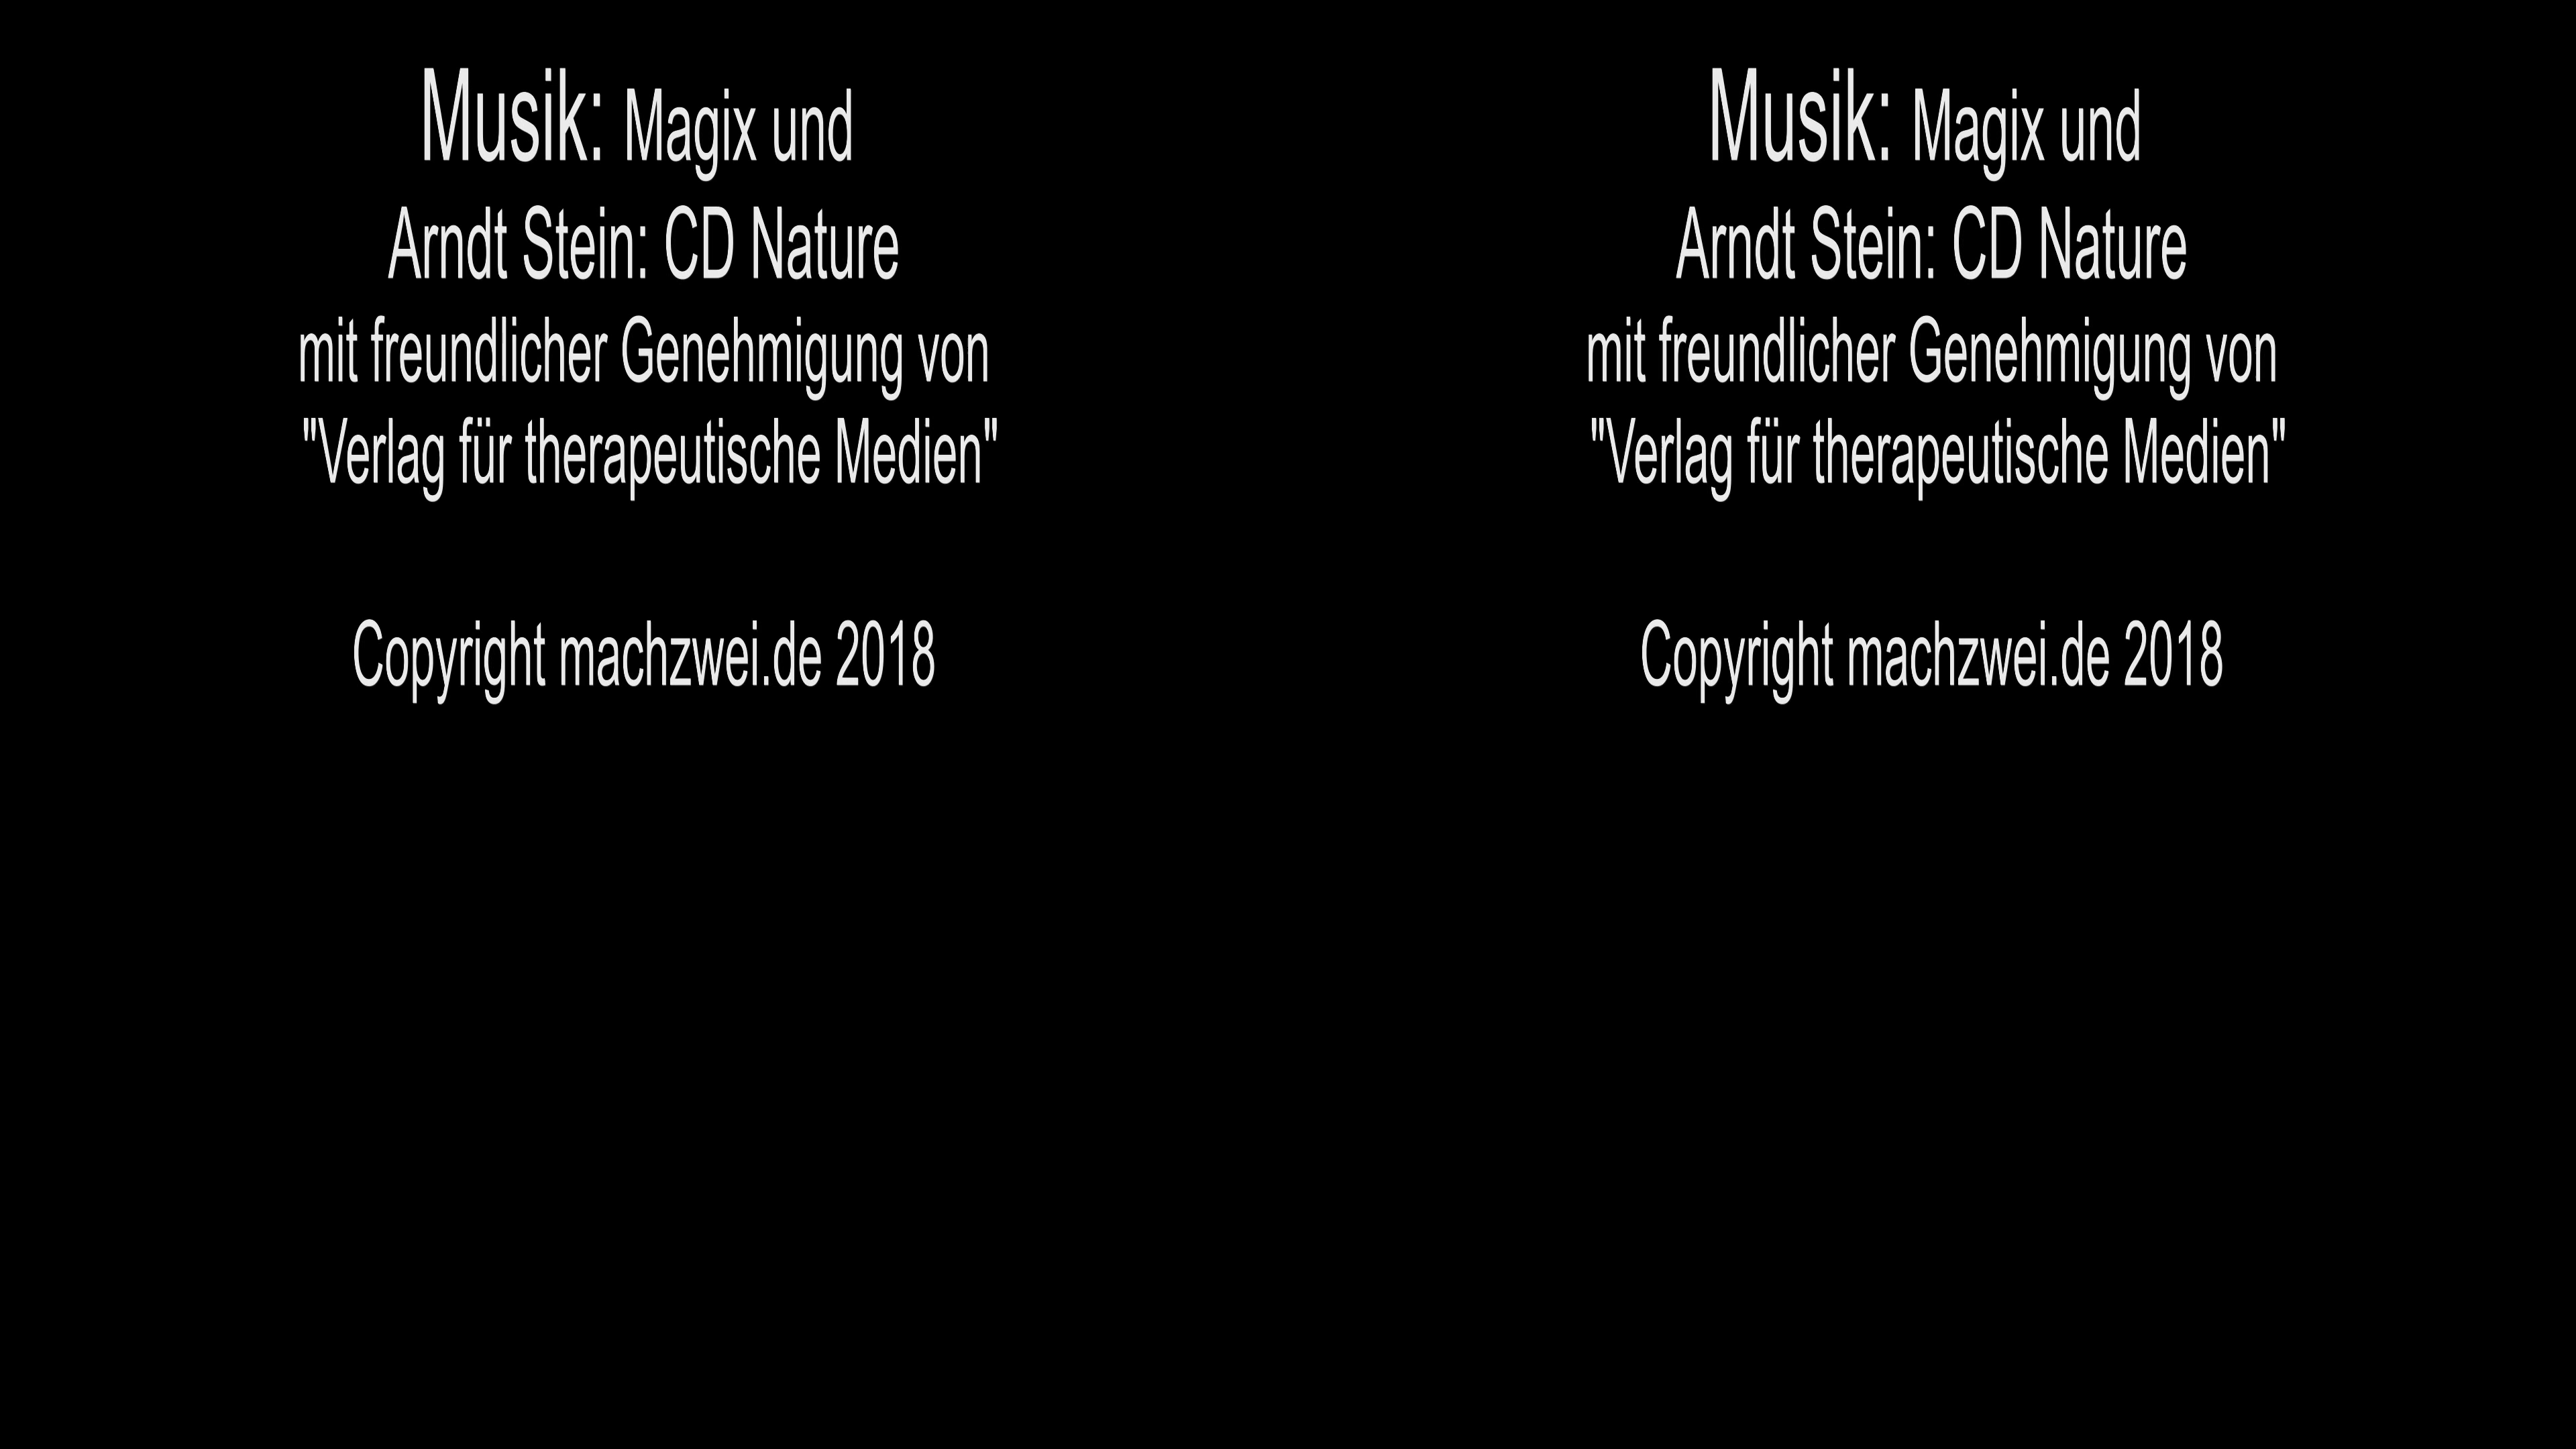 Musik: Magix und
Arndt Stein: CD Nature
mit freundlicher Genehmigung von
"Verlag für therapeutische Medien"
Copyright machzwei.de 2018
Musik: Magix und
Arndt Stein: CD Nature
mit freundlicher Genehmigung von
"Verlag für therapeutische Medien"
Copyright machzwei.de 2018